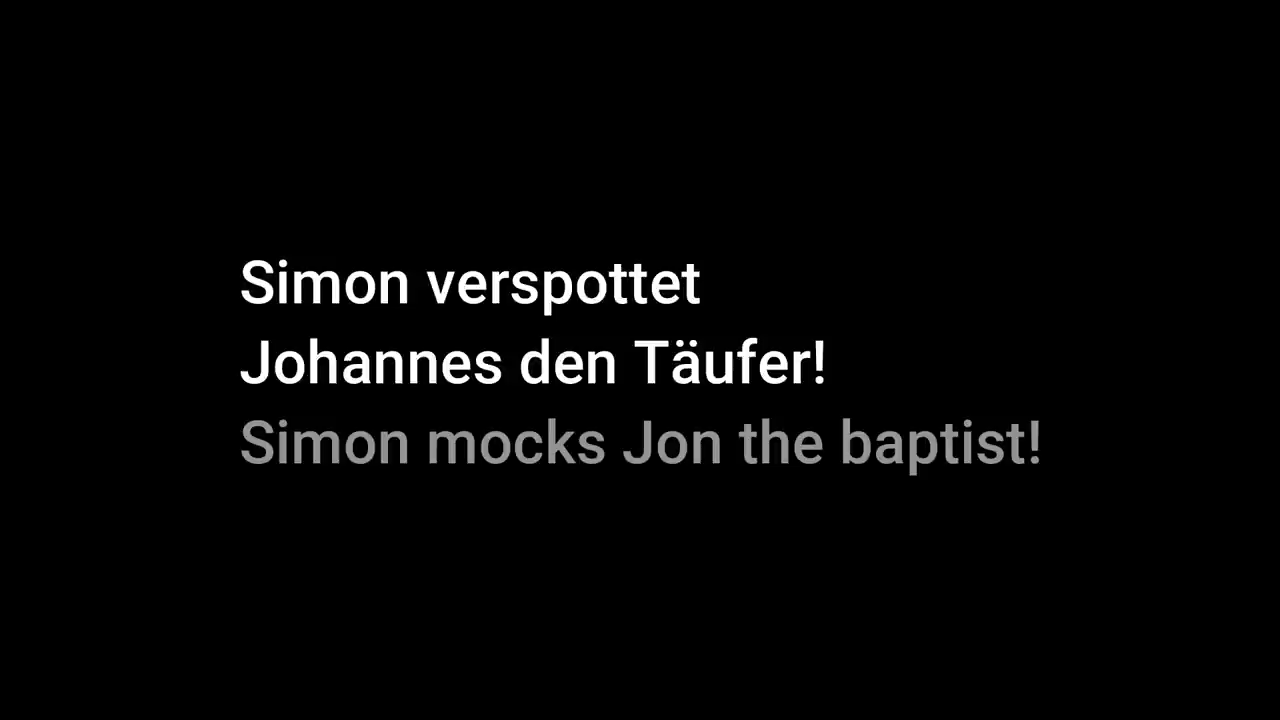 Simon verspottet
Johannes den Täufer!
Simon mocks Jon the baptist!